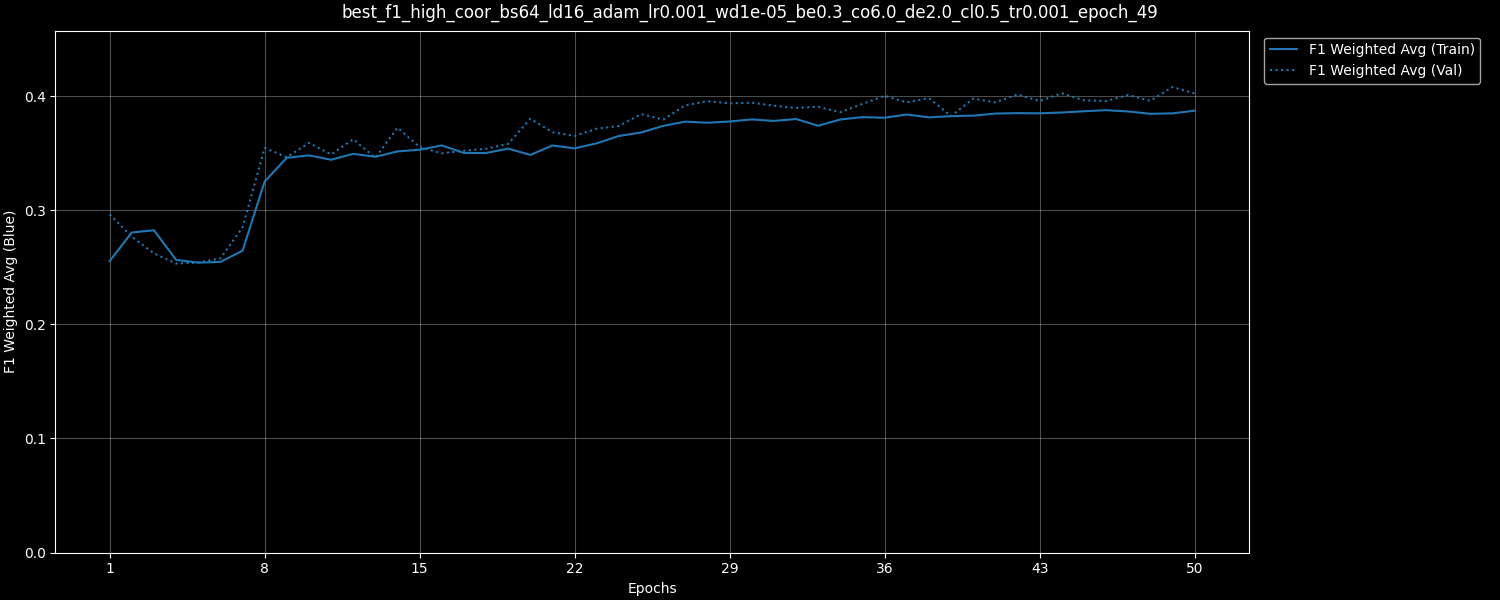 best_f1_high_coor_bs64_ld16_adam_lr0.001_wd1e-05_be0.3_co6.0_de2.0_cl0.5_tr0.001_epoch_49
F1 Weighted Avg (Train)
F1 Weighted Avg (Val)
F1 Weighted Avg (Blue)
0.4
0.3
0.2
0.1
0.0
1 8 15 22 29 36 43 50
Epochs